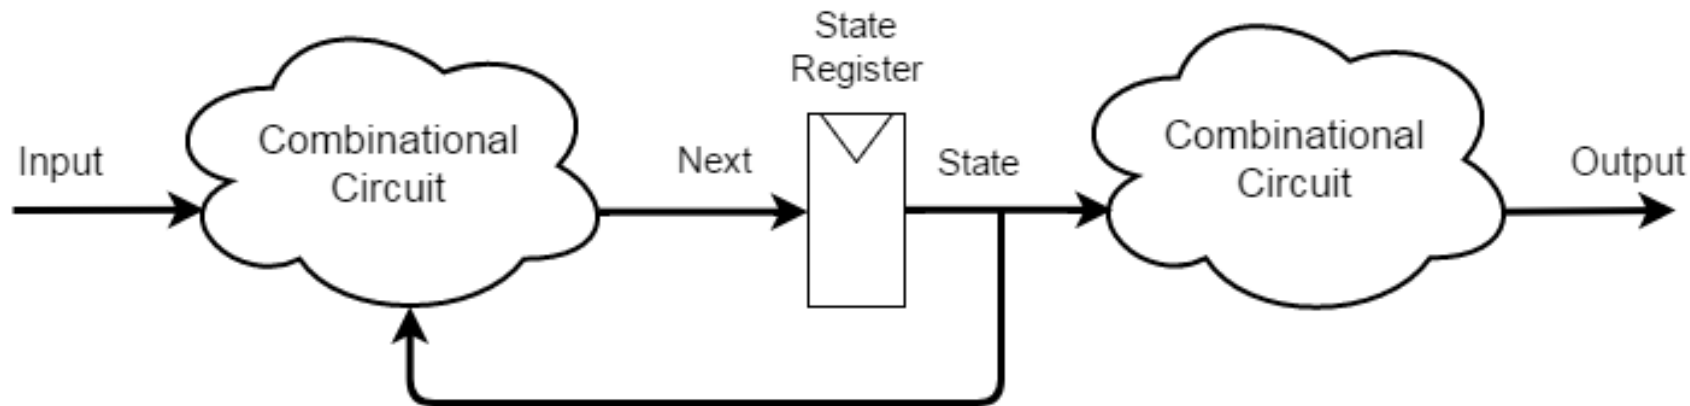 Input
Combinational
Circuit
Next
State
Register
State
Combinational
Circuit
Output